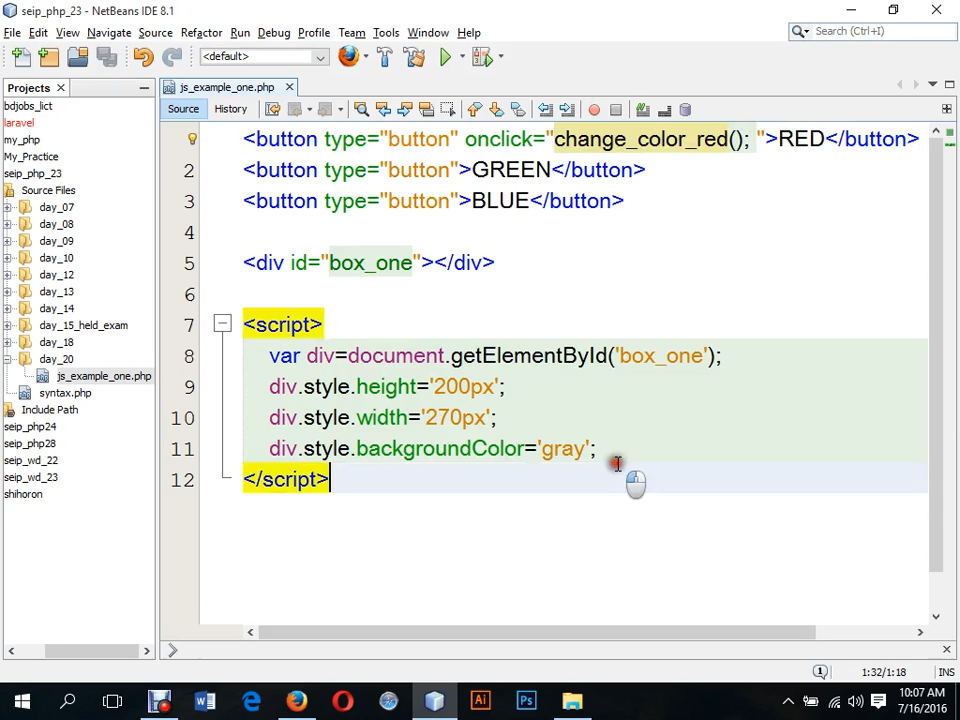 seip_php_23 - NetBeans IDE 8.1
File Edit View Navigate Source Refactor Run Debug Profile Team Tools Window Help
Search (Ctrl+I)
<default>
Projects
js_example_one.php
Source History
bdjobs_lict
laravel
my_php
My_Practice
seip_php_23
Source Files
day_07
day_08
day_09
day_10
day_12
day_13
day_14
day_15_held_exam
day_18
day_20
js_example_one.php
syntax.php
Include Path
seip_php24
seip_php28
seip_wd_22
seip_wd_23
shihoron
<button type="button" onclick="change_color_red(); ">RED</button>
2 <button type="button">GREEN</button>
3 <button type="button">BLUE</button>
4
5 <div id="box_one"></div>
6
7 <script>
8 var div=document.getElementById('box_one');
9 div.style.height='200px';
10 div.style.width='270px';
11 div.style.backgroundColor='gray';
12 </script>
1:32/1:18 INS
10:07 AM
7/16/2016